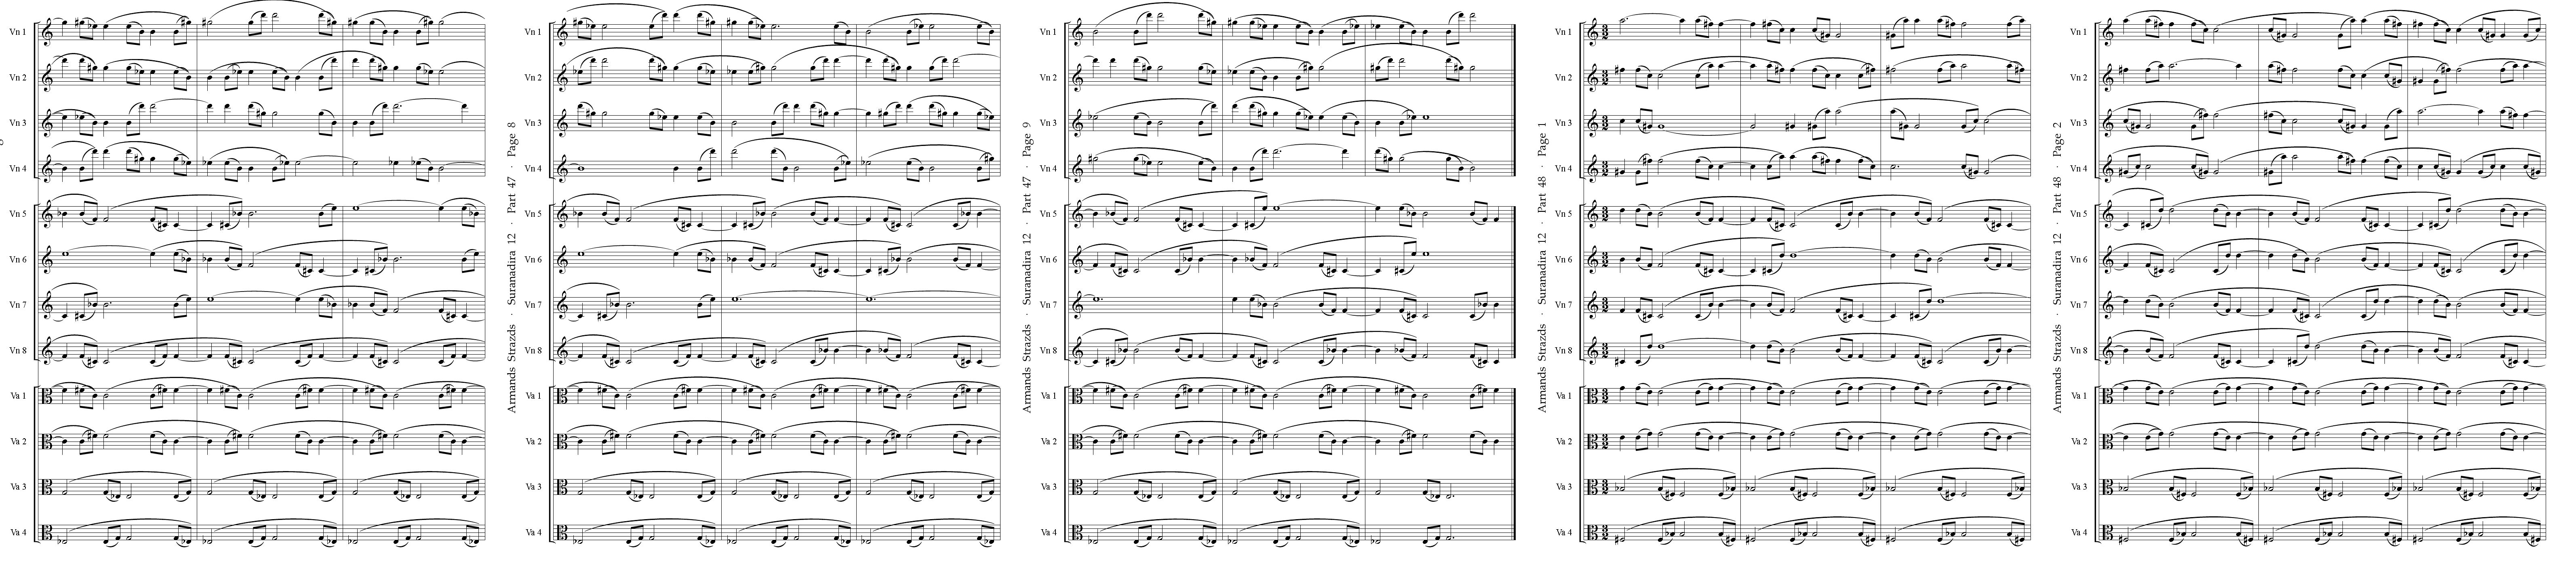 Vn 1
Vn 2
Vn 3
Vn 4
Vn 5
Vn 6
Vn 7
Vn 8
Va 1
Va 2
Va 3
Va 4
Armands Strazds · Suranadira 12 · Part 47 · Page 8
Vn 1
Vn 2
Vn 3
Vn 4
Vn 5
Vn 6
Vn 7
Vn 8
Va 1
Va 2
Va 3
Va 4
Armands Strazds · Suranadira 12 · Part 47 · Page 9
Vn 1
Vn 2
Vn 3
Vn 4
Vn 5
Vn 6
Vn 7
Vn 8
Va 1
Va 2
Va 3
Va 4
Armands Strazds · Suranadira 12 · Part 48 · Page 1
Vn 1
Vn 2
Vn 3
Vn 4
Vn 5
Vn 6
Vn 7
Vn 8
Va 1
Va 2
Va 3
Va 4
Armands Strazds · Suranadira 12 · Part 48 · Page 2
Vn 1
Vn 2
Vn 3
Vn 4
Vn 5
Vn 6
Vn 7
Vn 8
Va 1
Va 2
Va 3
Va 4